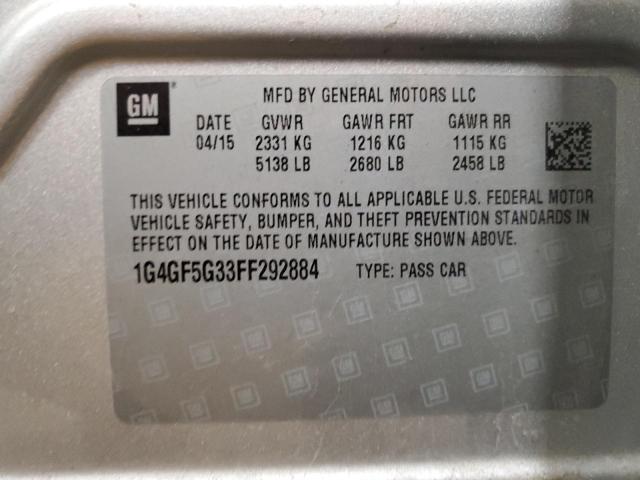 GM
MFD BY GENERAL MOTORS LLC
DATE GVWR GAWR FRT GAWR RR
04/15 2331 KG 1216 KG 1115 KG
5138 LB 2680 LB 2458 LB
THIS VEHICLE CONFORMS TO ALL APPLICABLE U.S. FEDERAL MOTOR
VEHICLE SAFETY, BUMPER, AND THEFT PREVENTION STANDARDS IN
EFFECT ON THE DATE OF MANUFACTURE SHOWN ABOVE.
1G4GF5G33FF292884 TYPE: PASS CAR